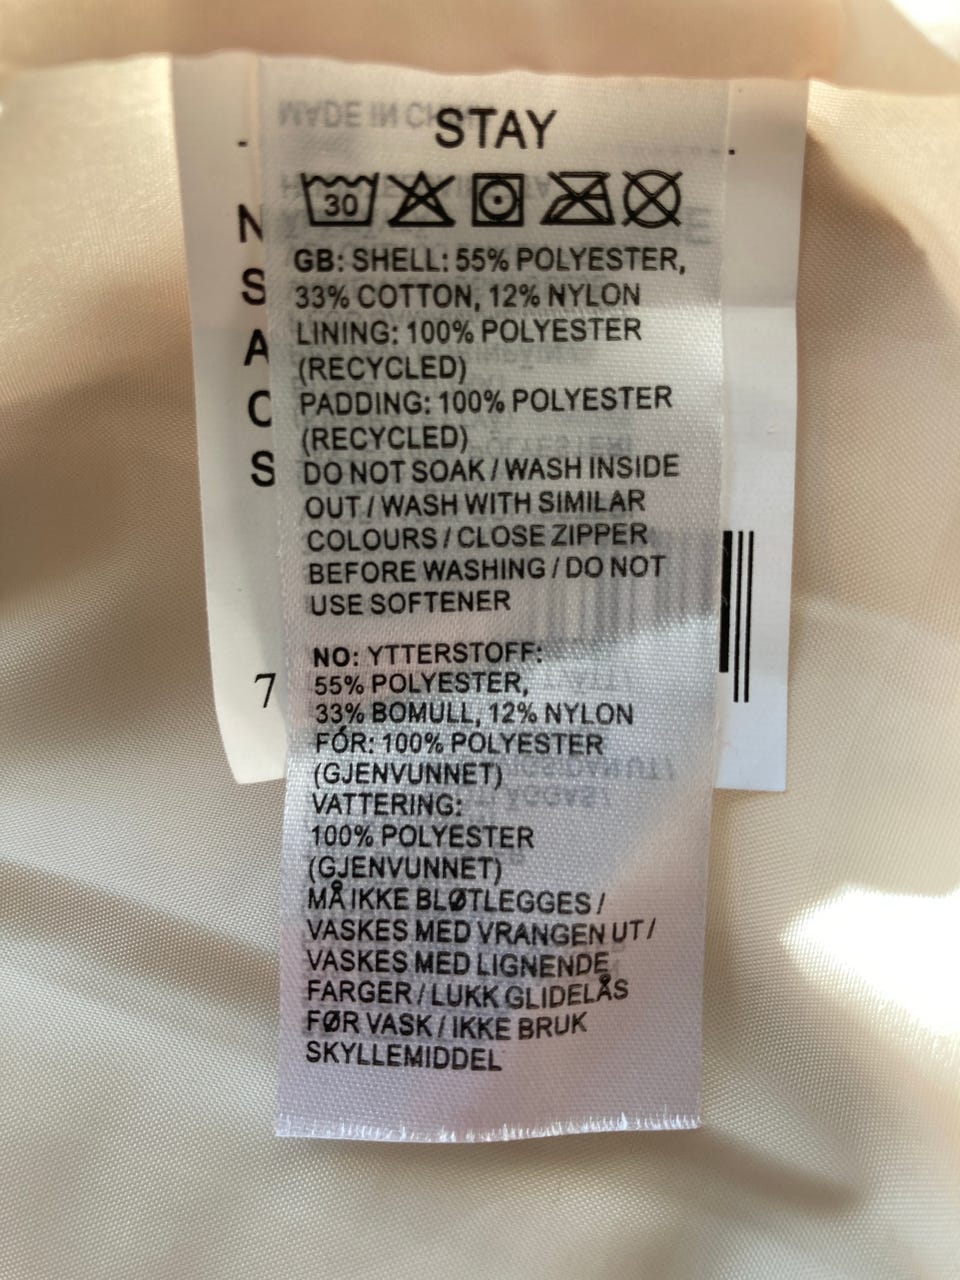 STAY
30
GB: SHELL: 55% POLYESTER,
33% COTTON, 12% NYLON
LINING: 100% POLYESTER
(RECYCLED)
PADDING: 100% POLYESTER
(RECYCLED)
DO NOT SOAK / WASH INSIDE
OUT / WASH WITH SIMILAR
COLOURS / CLOSE ZIPPER
BEFORE WASHING / DO NOT
USE SOFTENER
NO: YTTERSTOFF:
55% POLYESTER,
33% BOMULL, 12% NYLON
FÓR: 100% POLYESTER
(GJENVUNNET)
VATTERING:
100% POLYESTER
(GJENVUNNET)
MÅ IKKE BLØTLEGGES /
VASKES MED VRANGEN UT /
VASKES MED LIGNENDE
FARGER / LUKK GLIDELÅS
FØR VASK / IKKE BRUK
SKYLLEMIDDEL
N
S
A
C
S
7